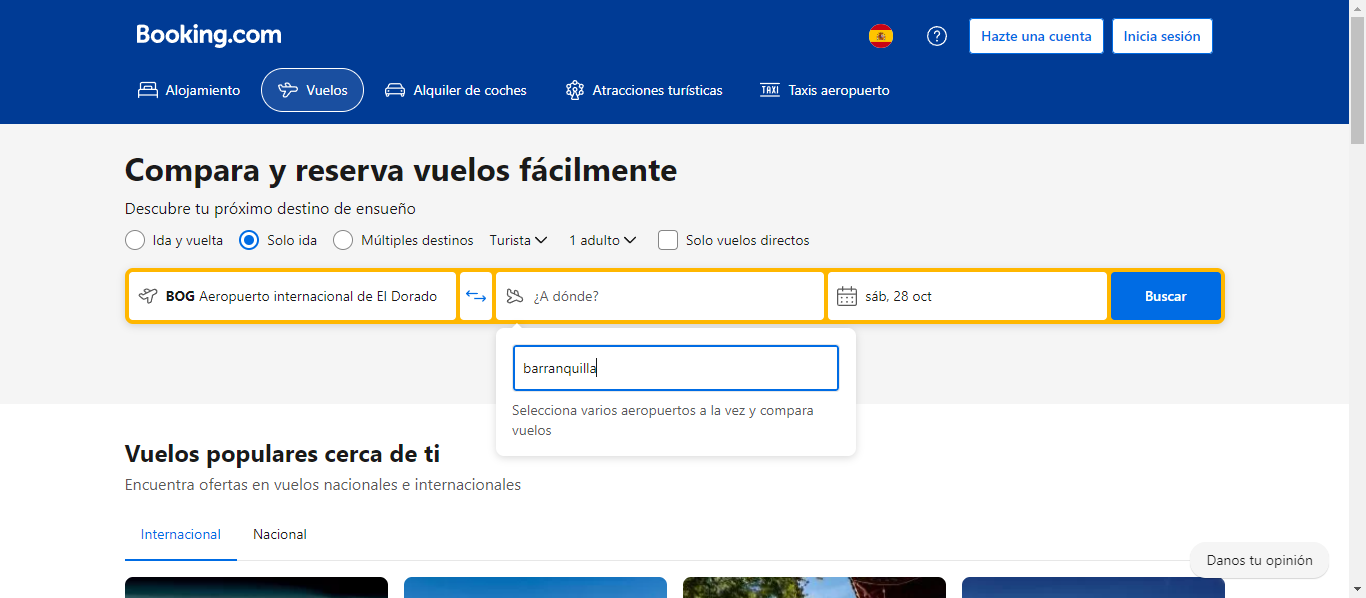 Booking.com
Hazte una cuenta
Inicia sesión
Alojamiento
Vuelos
Alquiler de coches
Atracciones turísticas
TAXI
Taxis aeropuerto
Compara y reserva vuelos fácilmente
Descubre tu próximo destino de ensueño
Ida y vuelta
Solo ida
Múltiples destinos
Turista
1 adulto
Solo vuelos directos
BOG Aeropuerto internacional de El Dorado
¿A dónde?
sáb, 28 oct
Buscar
barranquilla
Selecciona varios aeropuertos a la vez y compara
vuelos
Vuelos populares cerca de ti
Encuentra ofertas en vuelos nacionales e internacionales
Internacional
Nacional
Danos tu opinión